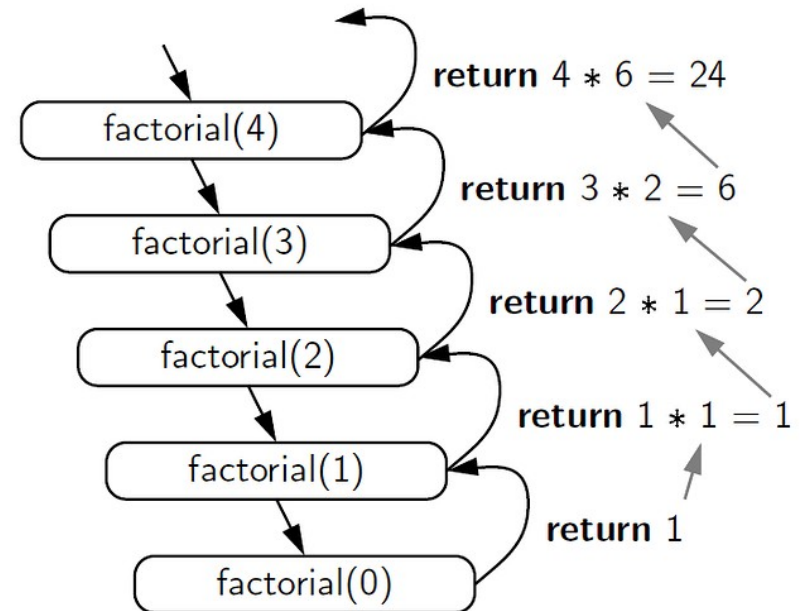 return 4 * 6 = 24
factorial(4)
return 3 * 2 = 6
factorial(3)
return 2 * 1 = 2
factorial(2)
return 1 * 1 = 1
factorial(1)
return 1
factorial(0)